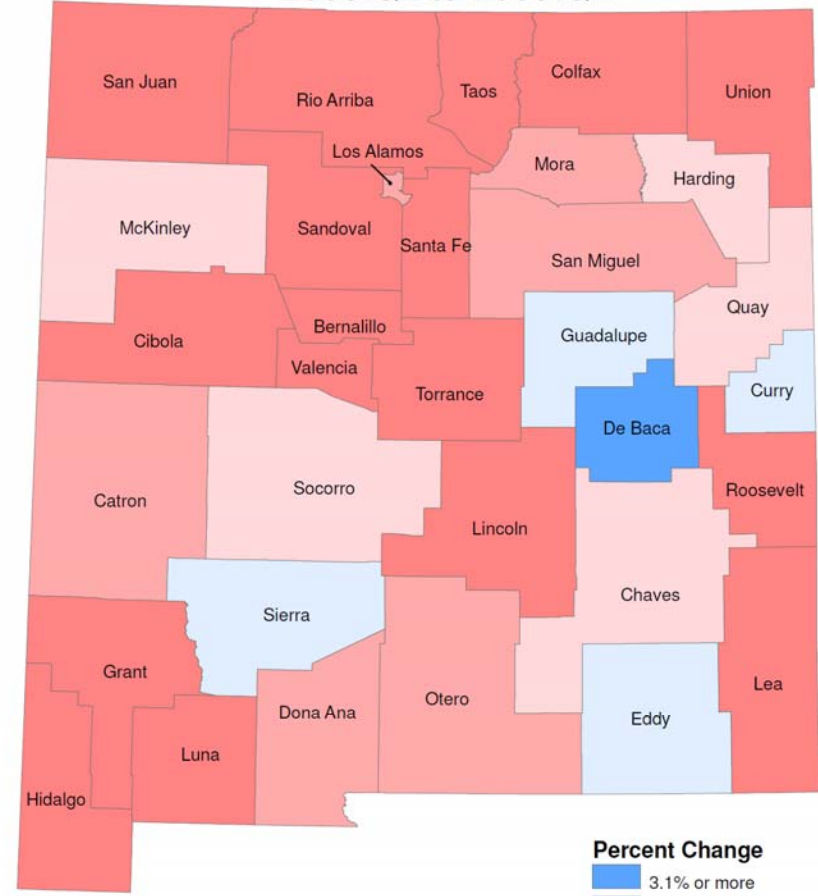 San Juan
Rio Arriba
Taos
Colfax
Union
Los Alamos
Mora
Harding
McKinley
Sandoval
Santa Fe
San Miguel
Quay
Cibola
Bernalillo
Guadalupe
Valencia
Torrance
Curry
De Baca
Catron
Socorro
Lincoln
Roosevelt
Sierra
Chaves
Grant
Dona Ana
Otero
Lea
Eddy
Luna
Hidalgo
Percent Change
3.1% or more